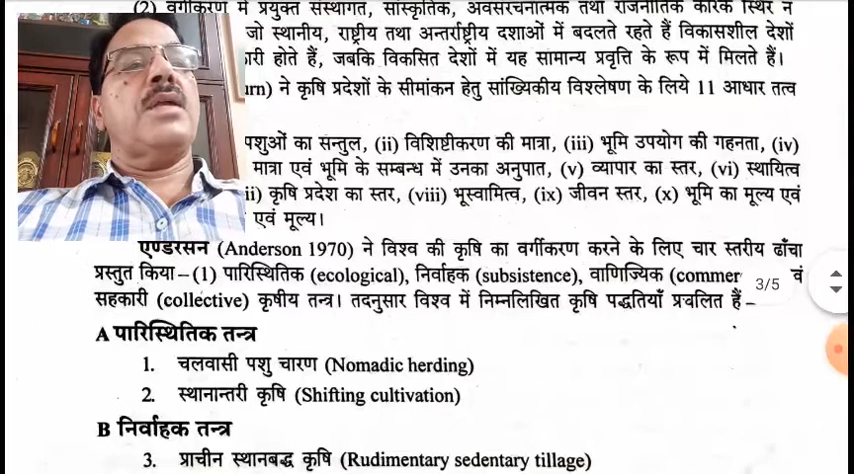 (2) वर्गीकरण में प्रयुक्त संस्थागत, सांस्कृतिक, अवसंरचनात्मक तथा राजनीतिक कारक स्थिर न
जो स्थानीय, राष्ट्रीय तथा अन्तर्राष्ट्रीय दशाओं में बदलते रहते हैं विकासशील देशों
होते हैं, जबकि विकसित देशों में यह सामान्य प्रवृत्ति के रूप में मिलते हैं।
urn) ने कृषि प्रदेशों के सीमांकन हेतु सांख्यिकीय विश्लेषण के लिये 11 आधार तत्व
पशुओं का सन्तुल, (ii) विशिष्टीकरण की मात्रा, (iii) भूमि उपयोग की गहनता, (iv)
मात्रा एवं भूमि के सम्बन्ध में उनका अनुपात, (v) व्यापार का स्तर, (vi) स्थायित्व
ii) कृषि प्रदेश का स्तर, (viii) भूस्वामित्व, (ix) जीवन स्तर, (x) भूमि का मूल्य एवं
एवं मूल्य।
एण्डरसन (Anderson 1970) ने विश्व की कृषि का वर्गीकरण करने के लिए चार स्तरीय ढाँचा
प्रस्तुत किया – (1) पारिस्थितिक (ecological), निर्वाहक (subsistence), वाणिज्यिक (commer वं
3/5
सहकारी (collective) कृषीय तन्त्र। तदनुसार विश्व में निम्नलिखित कृषि पद्धतियाँ प्रचलित हैं –
A पारिस्थितिक तन्त्र
1. चलवासी पशु चारण (Nomadic herding)
2. स्थानान्तरी कृषि (Shifting cultivation)
B निर्वाहक तन्त्र
3. प्राचीन स्थानबद्ध कृषि (Rudimentary sedentary tillage)